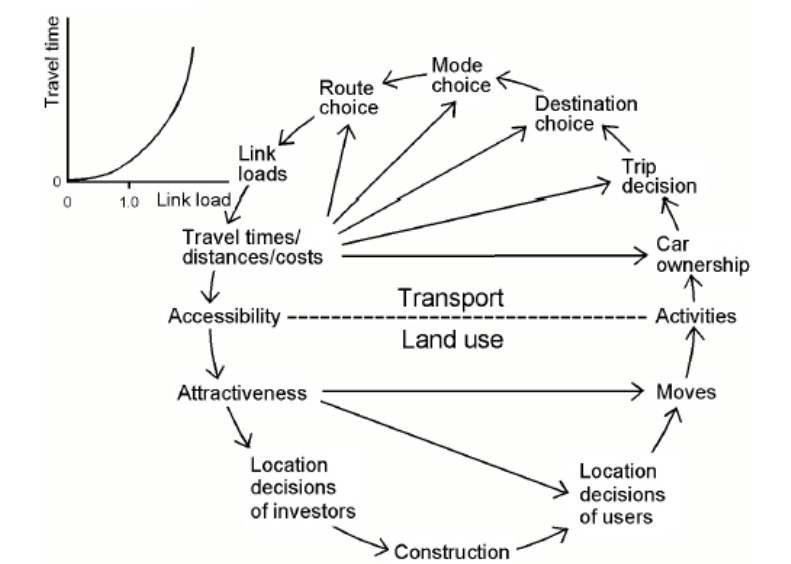 Travel time
0
0
1.0
Link load
Mode
choice
Route
choice
Destination
choice
Link
loads
Trip
decision
Travel times/
distances/costs
Car
ownership
Transport
Accessibility
Activities
Land use
Attractiveness
Moves
Location
decisions
of investors
Location
decisions
of users
Construction